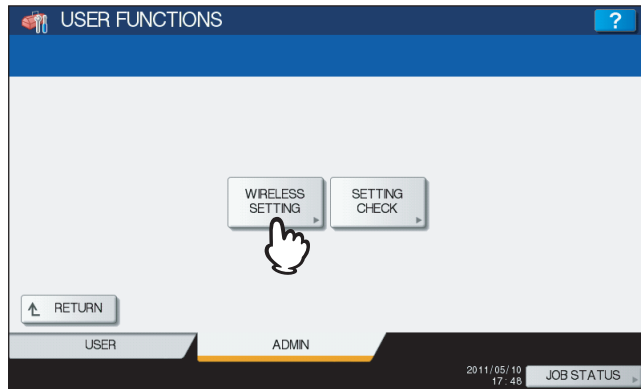 USER FUNCTIONS
?
WIRELESS
SETTING
SETTING
CHECK
RETURN
USER
ADMIN
2011/05/10
17:48
JOB STATUS